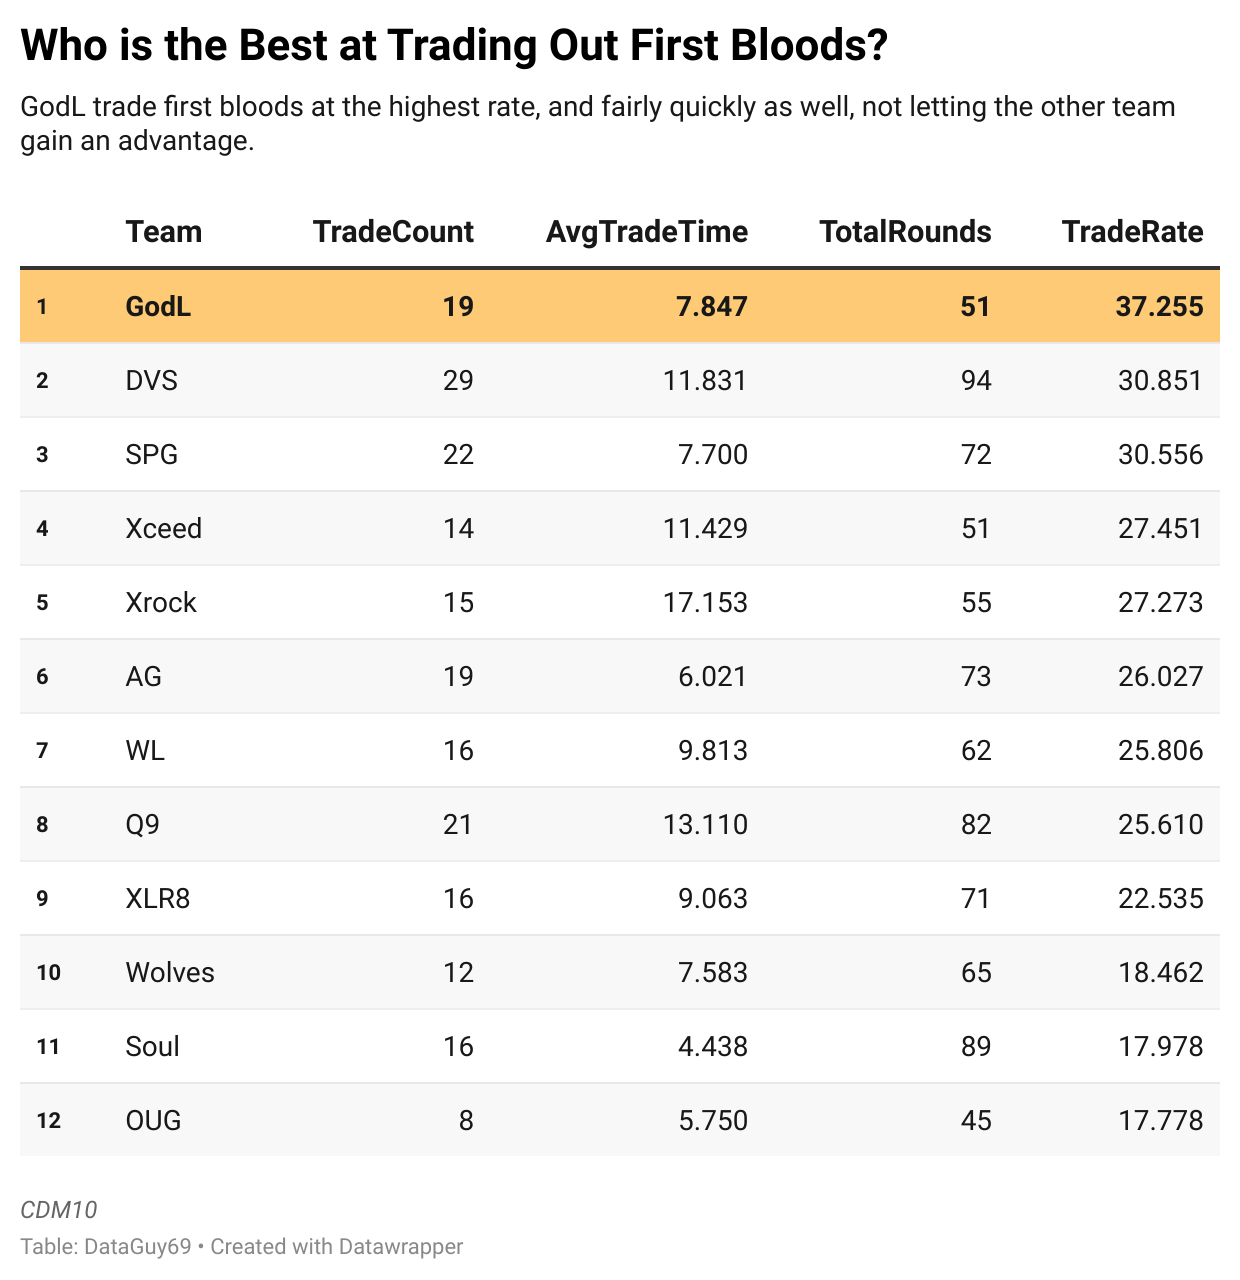 Who is the Best at Trading Out First Bloods?
GodL trade first bloods at the highest rate, and fairly quickly as well, not letting the other team
gain an advantage.
Team TradeCount AvgTradeTime TotalRounds TradeRate
1 GodL 19 7.847 51 37.255
2 DVS 29 11.831 94 30.851
3 SPG 22 7.700 72 30.556
4 Xceed 14 11.429 51 27.451
5 Xrock 15 17.153 55 27.273
6 AG 19 6.021 73 26.027
7 WL 16 9.813 62 25.806
8 Q9 21 13.110 82 25.610
9 XLR8 16 9.063 71 22.535
10 Wolves 12 7.583 65 18.462
11 Soul 16 4.438 89 17.978
12 OUG 8 5.750 45 17.778
CDM10
Table: DataGuy69 • Created with Datawrapper